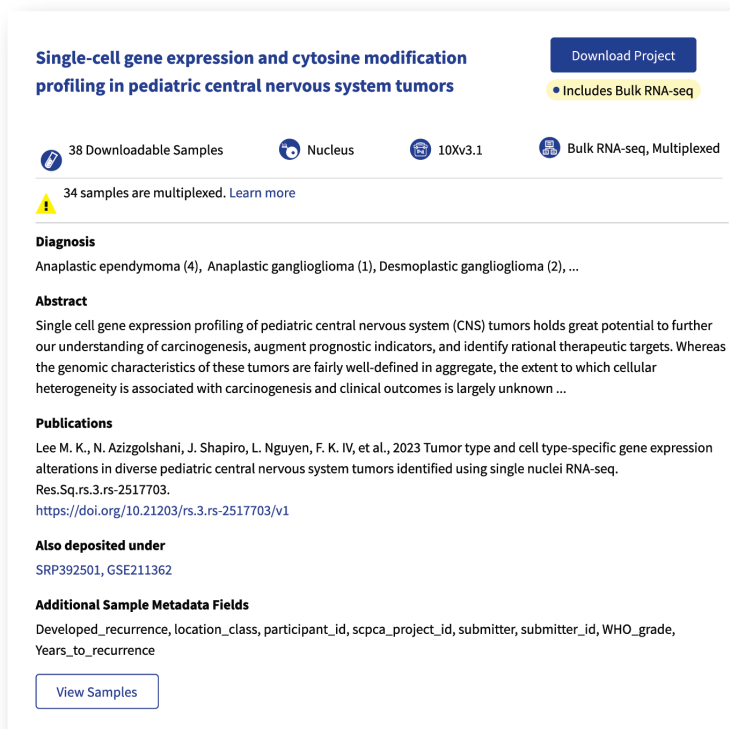 Single-cell gene expression and cytosine modification
profiling in pediatric central nervous system tumors
Download Project
Includes Bulk RNA-seq
38 Downloadable Samples
Nucleus
10Xv3.1
Bulk RNA-seq, Multiplexed
34 samples are multiplexed. Learn more
Diagnosis
Anaplastic ependymoma (4), Anaplastic ganglioglioma (1), Desmoplastic ganglioglioma (2), ...
Abstract
Single cell gene expression profiling of pediatric central nervous system (CNS) tumors holds great potential to further
our understanding of carcinogenesis, augment prognostic indicators, and identify rational therapeutic targets. Whereas
the genomic characteristics of these tumors are fairly well-defined in aggregate, the extent to which cellular
heterogeneity is associated with carcinogenesis and clinical outcomes is largely unknown ...
Publications
Lee M. K., N. Azizgolshani, J. Shapiro, L. Nguyen, F. K. IV, et al., 2023 Tumor type and cell type-specific gene expression
alterations in diverse pediatric central nervous system tumors identified using single nuclei RNA-seq.
Res.Sq.rs.3.rs-2517703.
https://doi.org/10.21203/rs.3.rs-2517703/v1
Also deposited under
SRP392501, GSE211362
Additional Sample Metadata Fields
Developed_recurrence, location_class, participant_id, scpca_project_id, submitter, submitter_id, WHO_grade,
Years_to_recurrence
View Samples